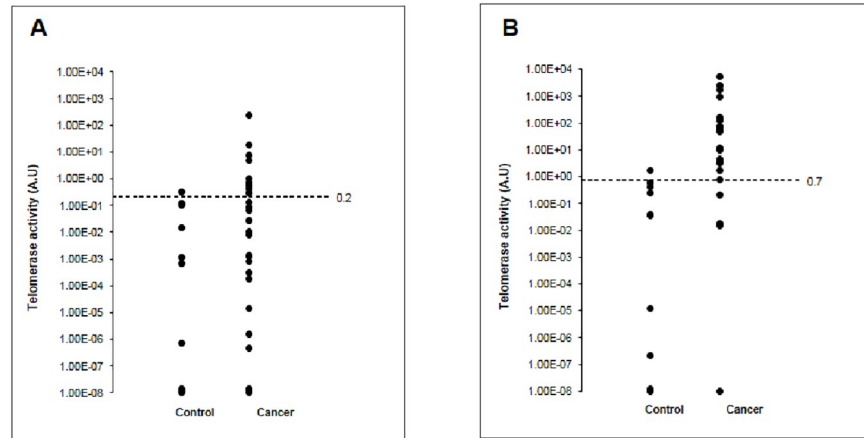 A
Telomerase activity (A.U)
1.00E+04
1.00E+03
1.00E+02
1.00E+01
1.00E+00
1.00E-01
1.00E-02
1.00E-03
1.00E-04
1.00E-05
1.00E-06
1.00E-07
1.00E-08
0.2
Control Cancer
B
Telomerase activity (A.U)
1.00E+04
1.00E+03
1.00E+02
1.00E+01
1.00E+00
1.00E-01
1.00E-02
1.00E-03
1.00E-04
1.00E-05
1.00E-06
1.00E-07
1.00E-08
0.7
Control Cancer